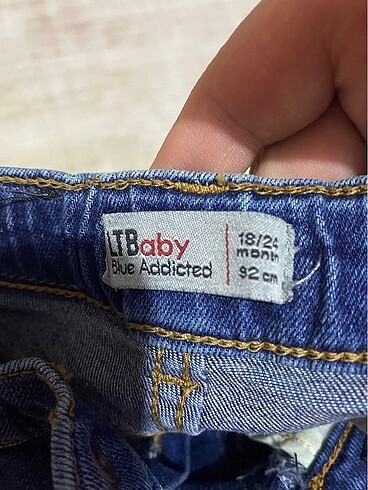 LTBaby
Blue Addicted
18/24
month
92 cm